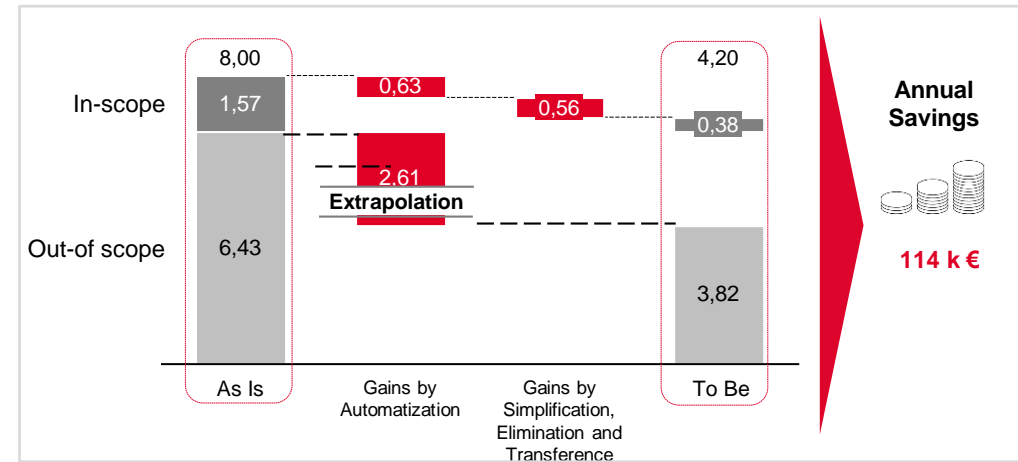 8,00
4,20
In-scope
1,57
0,63
0,56
0,38
Annual
Savings
2,61
Extrapolation
Out-of scope
6,43
3,82
114 k €
As Is
Gains by
Automatization
Gains by
Simplification,
Elimination and
Transference
To Be